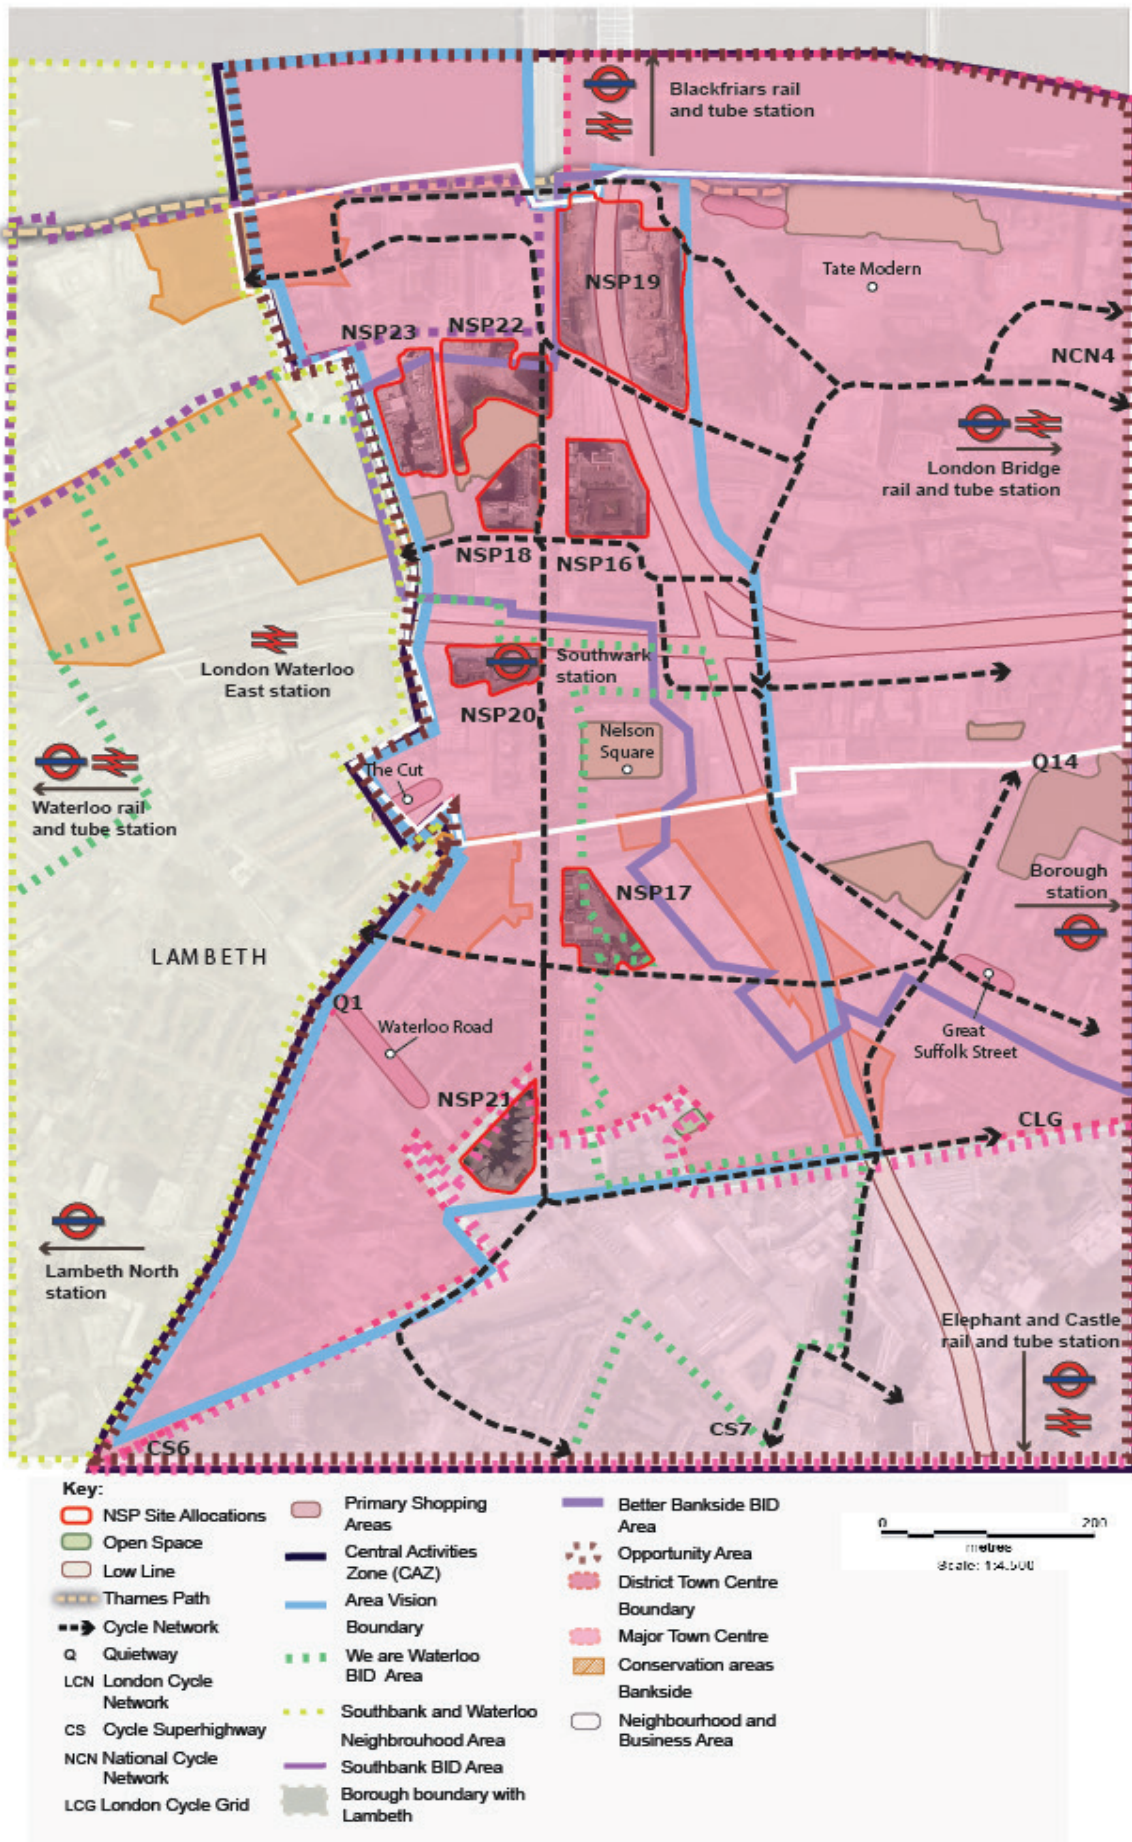 Blackfriars rail
and tube station
Tate Modern
NSP19
NSP23
NSP22
NCN4
London Bridge
rail and tube station
NSP18
NSP16
London Waterloo
East station
Southwark
station
NSP20
Nelson
Square
The Cut
Q14
Waterloo rail
and tube station
Borough
station
NSP17
LAMBETH
Q1
Waterloo Road
Great
Suffolk Street
NSP21
CLG
Lambeth North
station
Elephant and Castle
rail and tube station
CS7
CS6
Key:
NSP Site Allocations
Open Space
Low Line
Thames Path
Cycle Network
Q Quietway
LCN London Cycle
Network
CS Cycle Superhighway
NCN National Cycle
Network
LCG London Cycle Grid
Primary Shopping
Areas
Central Activities
Zone (CAZ)
Area Vision
Boundary
We are Waterloo
BID Area
Southbank and Waterloo
Neighbrouhood Area
Southbank BID Area
Borough boundary with
Lambeth
Better Bankside BID
Area
Opportunity Area
District Town Centre
Boundary
Major Town Centre
Conservation areas
Bankside
Neighbourhood and
Business Area
0 200
metres
Scale: 1:4,500